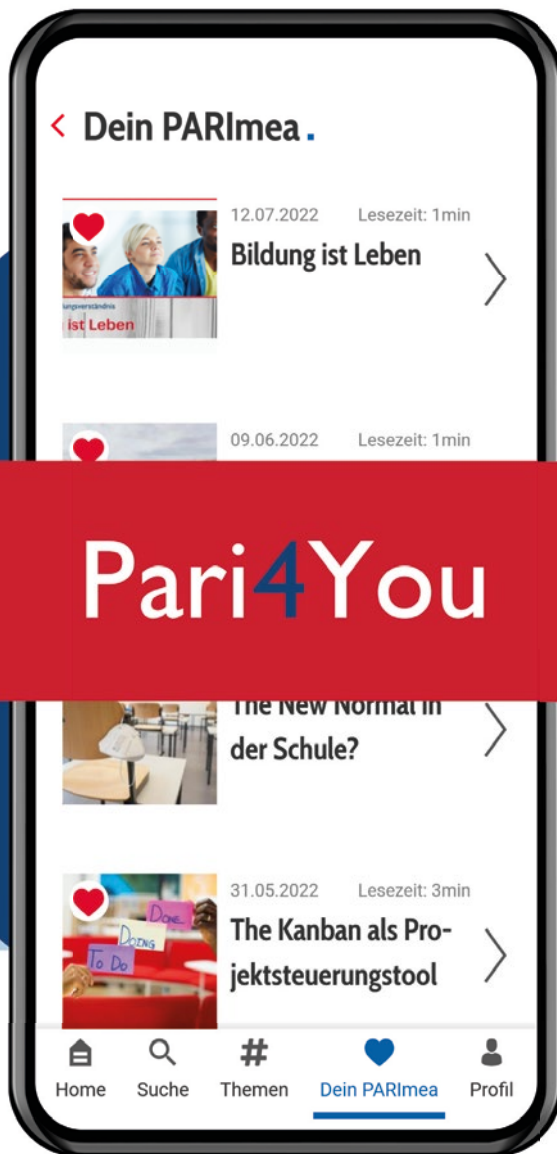 Dein PARImea.
12.07.2022 Lesezeit: 1min
Bildung ist Leben
ist Leben
09.06.2022 Lesezeit: 1min
Pari4You
The New Normal in
der Schule?
31.05.2022 Lesezeit: 3min
The Kanban als Pro-
jektsteuerungstool
DONE
DOING
To Do
Home Suche Themen Dein PARImea Profil